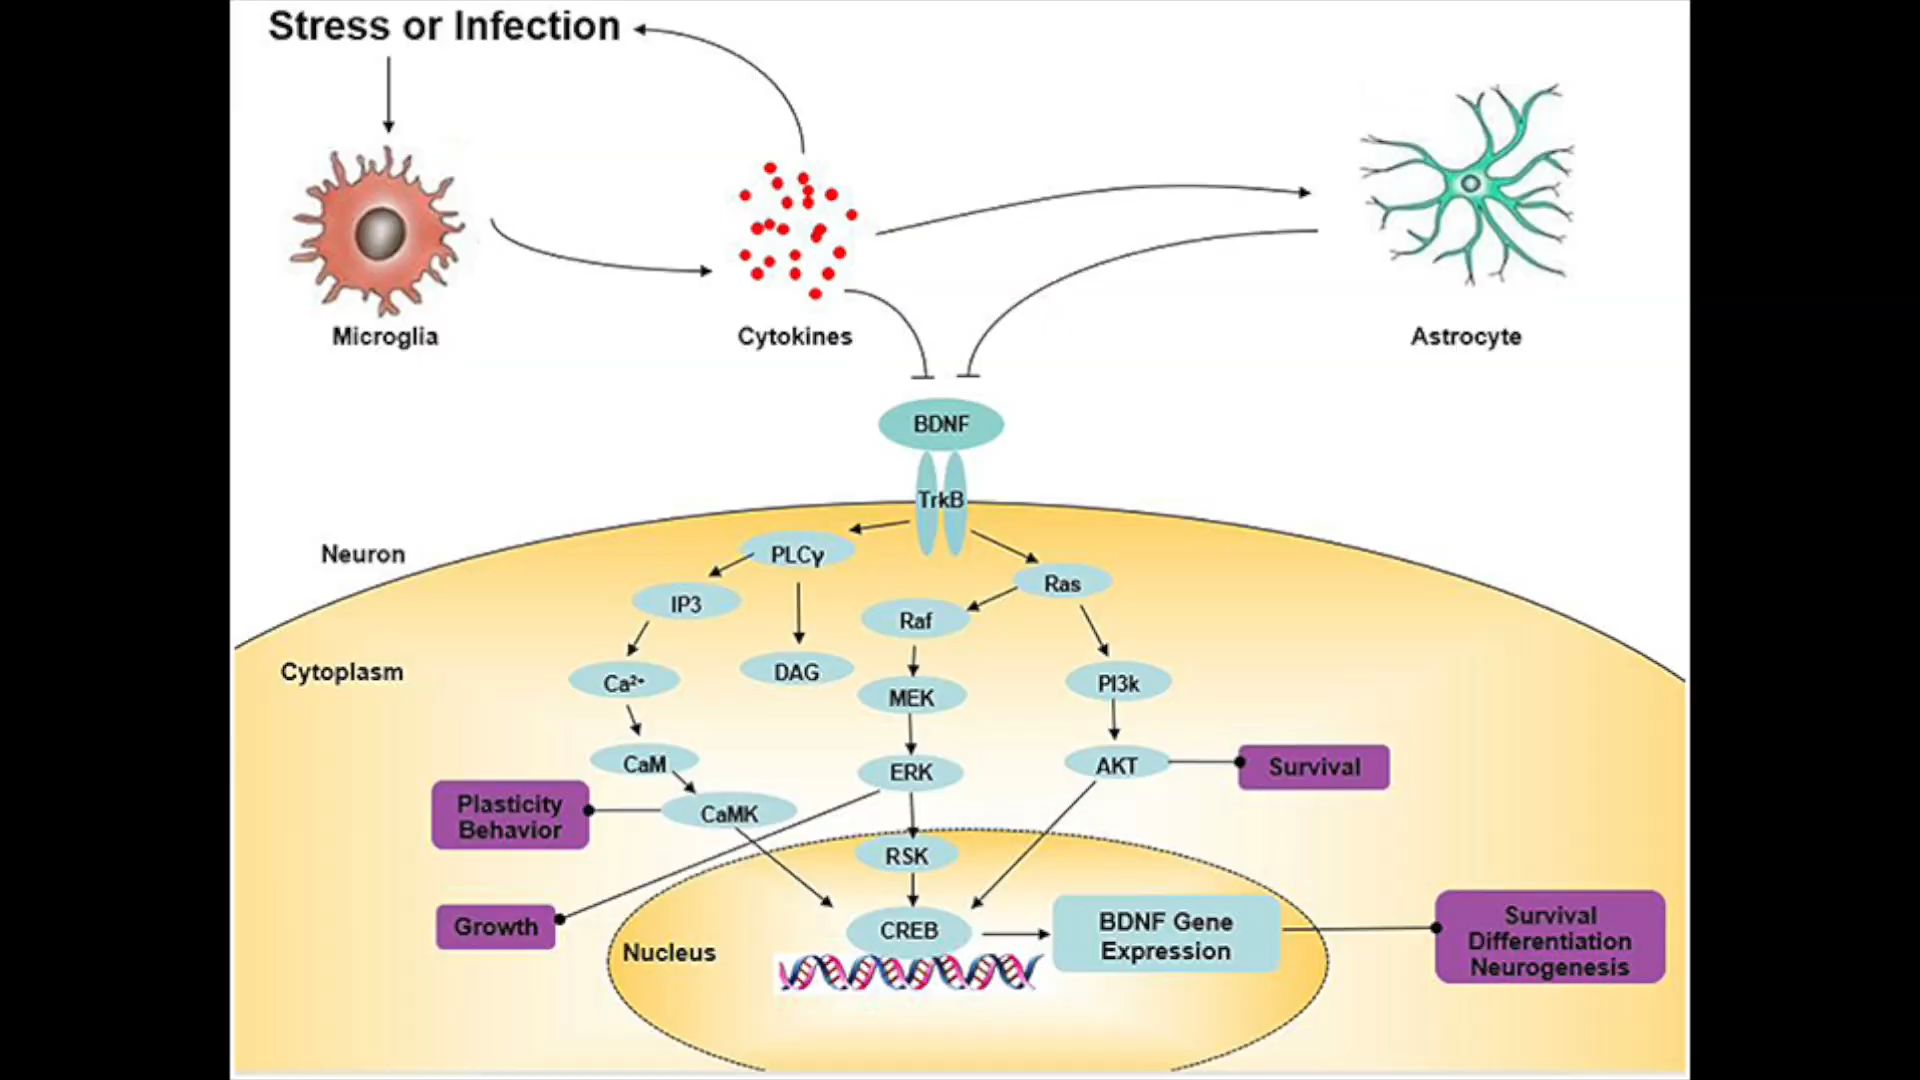 Stress or Infection
Microglia
Cytokines
Astrocyte
BDNF
TrkB
Neuron
PLCγ
Ras
IP3
Raf
Cytoplasm
DAG
Ca²⁺
MEK
PI3k
CaM
ERK
AKT
Survival
Plasticity
Behavior
CaMK
RSK
Growth
Nucleus
CREB
BDNF Gene
Expression
Survival
Differentiation
Neurogenesis